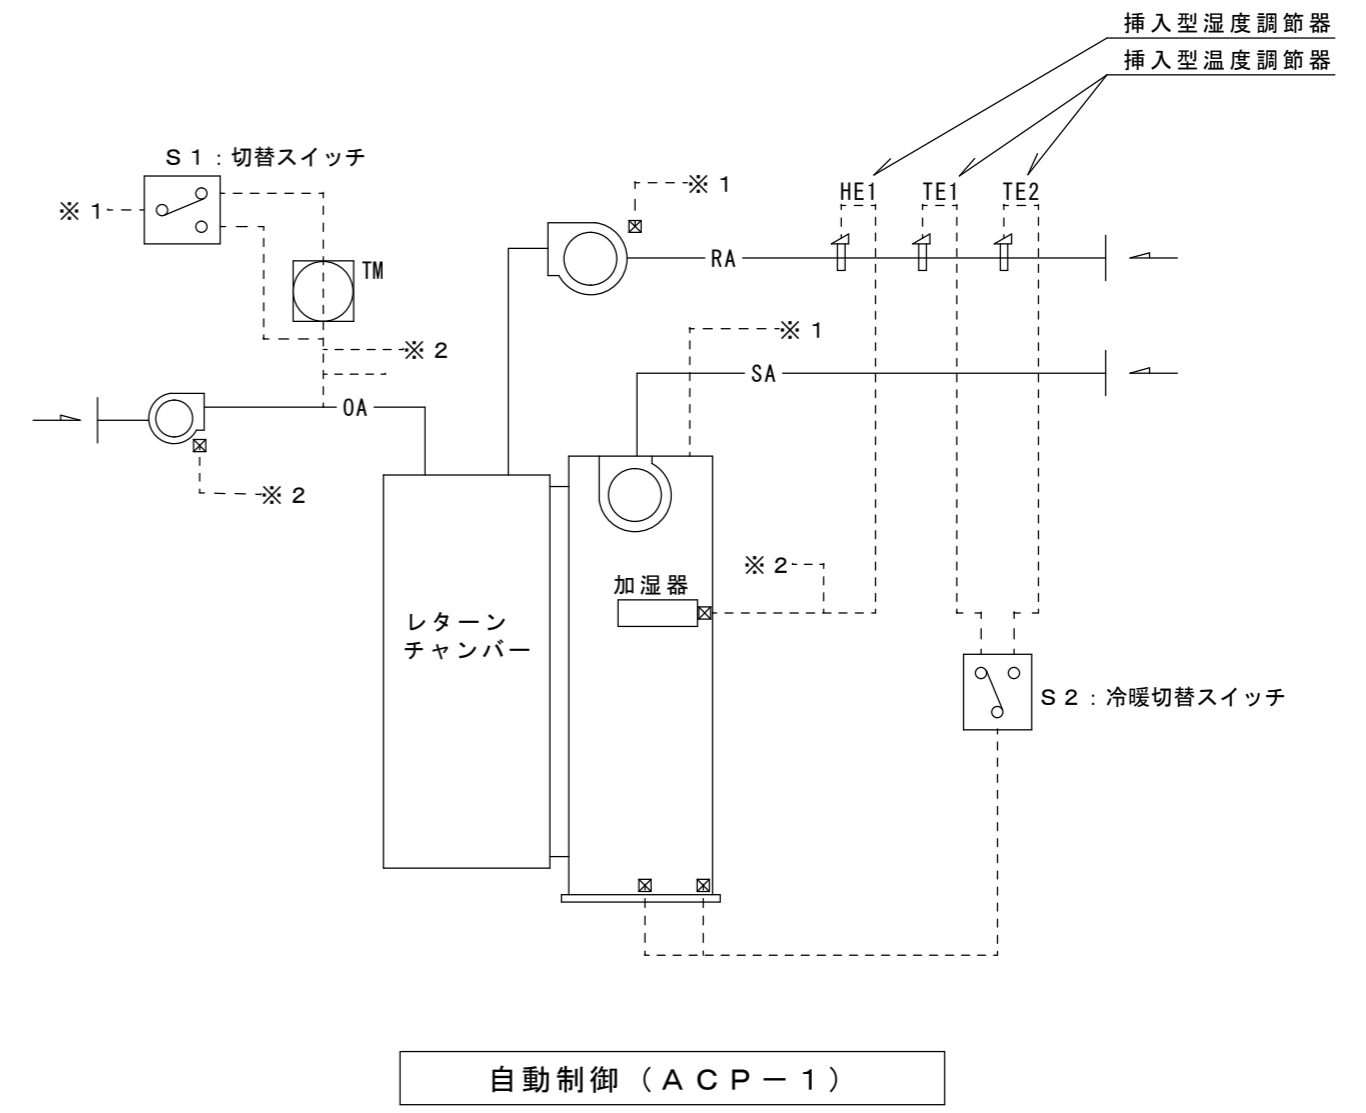 挿入型湿度調節器
挿入型温度調節器
S1：切替スイッチ
※1
※1
HE1
TE1
TE2
TM
RA
※1
※2
SA
OA
※2
※2
加湿器
レターン
チャンバー
S2：冷暖切替スイッチ
自動制御（ACP－1）